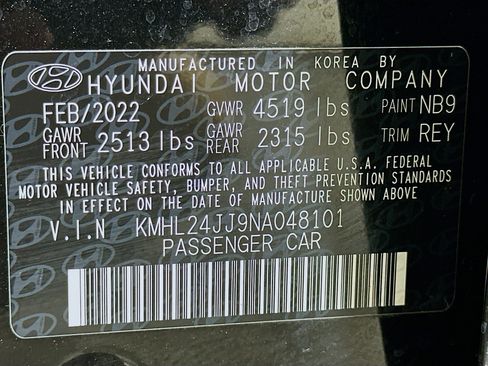 MANUFACTURED IN KOREA BY
HYUNDAI MOTOR COMPANY
FEB/2022 GVWR 4519 lbs PAINT NB9
GAWR FRONT 2513 lbs GAWR REAR 2315 lbs TRIM REY
THIS VEHICLE CONFORMS TO ALL APPLICABLE U.S.A. FEDERAL
MOTOR VEHICLE SAFETY, BUMPER, AND THEFT PREVENTION STANDARDS
IN EFFECT ON THE DATE OF MANUFACTURE SHOWN ABOVE.
V.I.N KMHL24JJ9NA048101
PASSENGER CAR